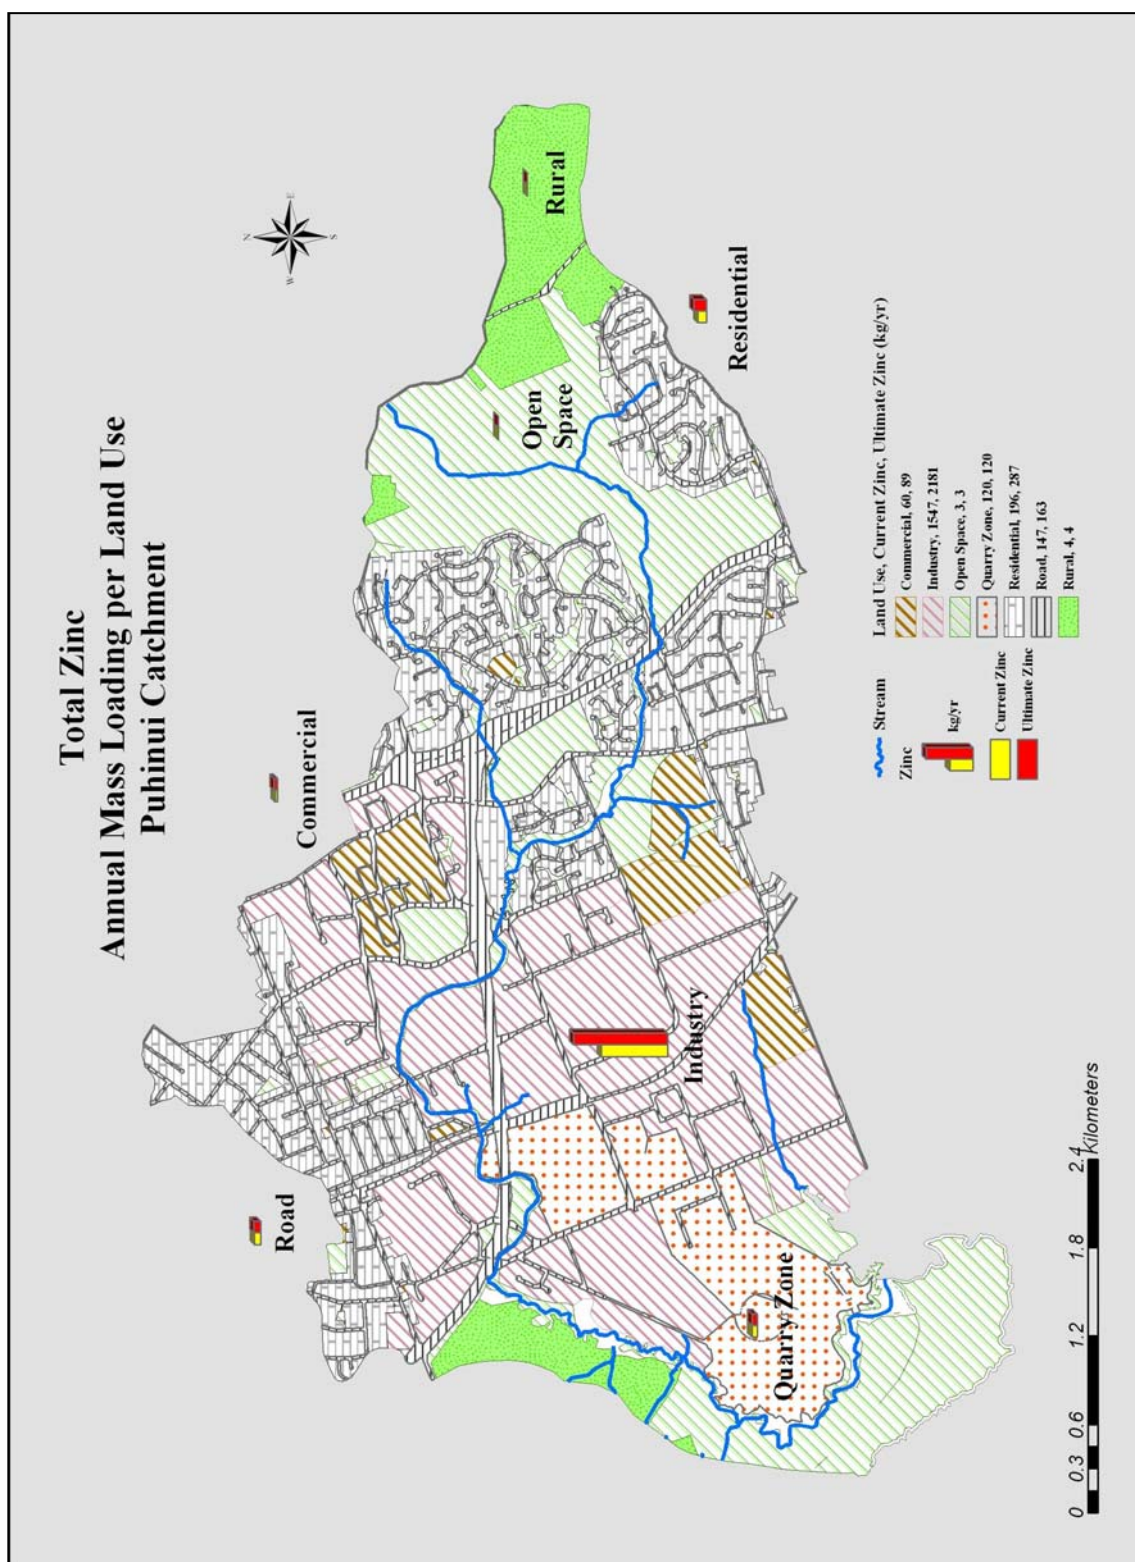 Total Zinc
Annual Mass Loading per Land Use
Puhinui Catchment
N
W
E
S
Road
Commercial
Rural
Open
Space
Residential
Industry
Quarry Zone
Stream
Zinc
kg/yr
Current Zinc
Ultimate Zinc
Land Use, Current Zinc, Ultimate Zinc (kg/yr)
Commercial, 60, 89
Industry, 1547, 2181
Open Space, 3, 3
Quarry Zone, 120, 120
Residential, 196, 287
Road, 147, 163
Rural, 4, 4
0 0.3 0.6 1.2 1.8 2.4
Kilometers